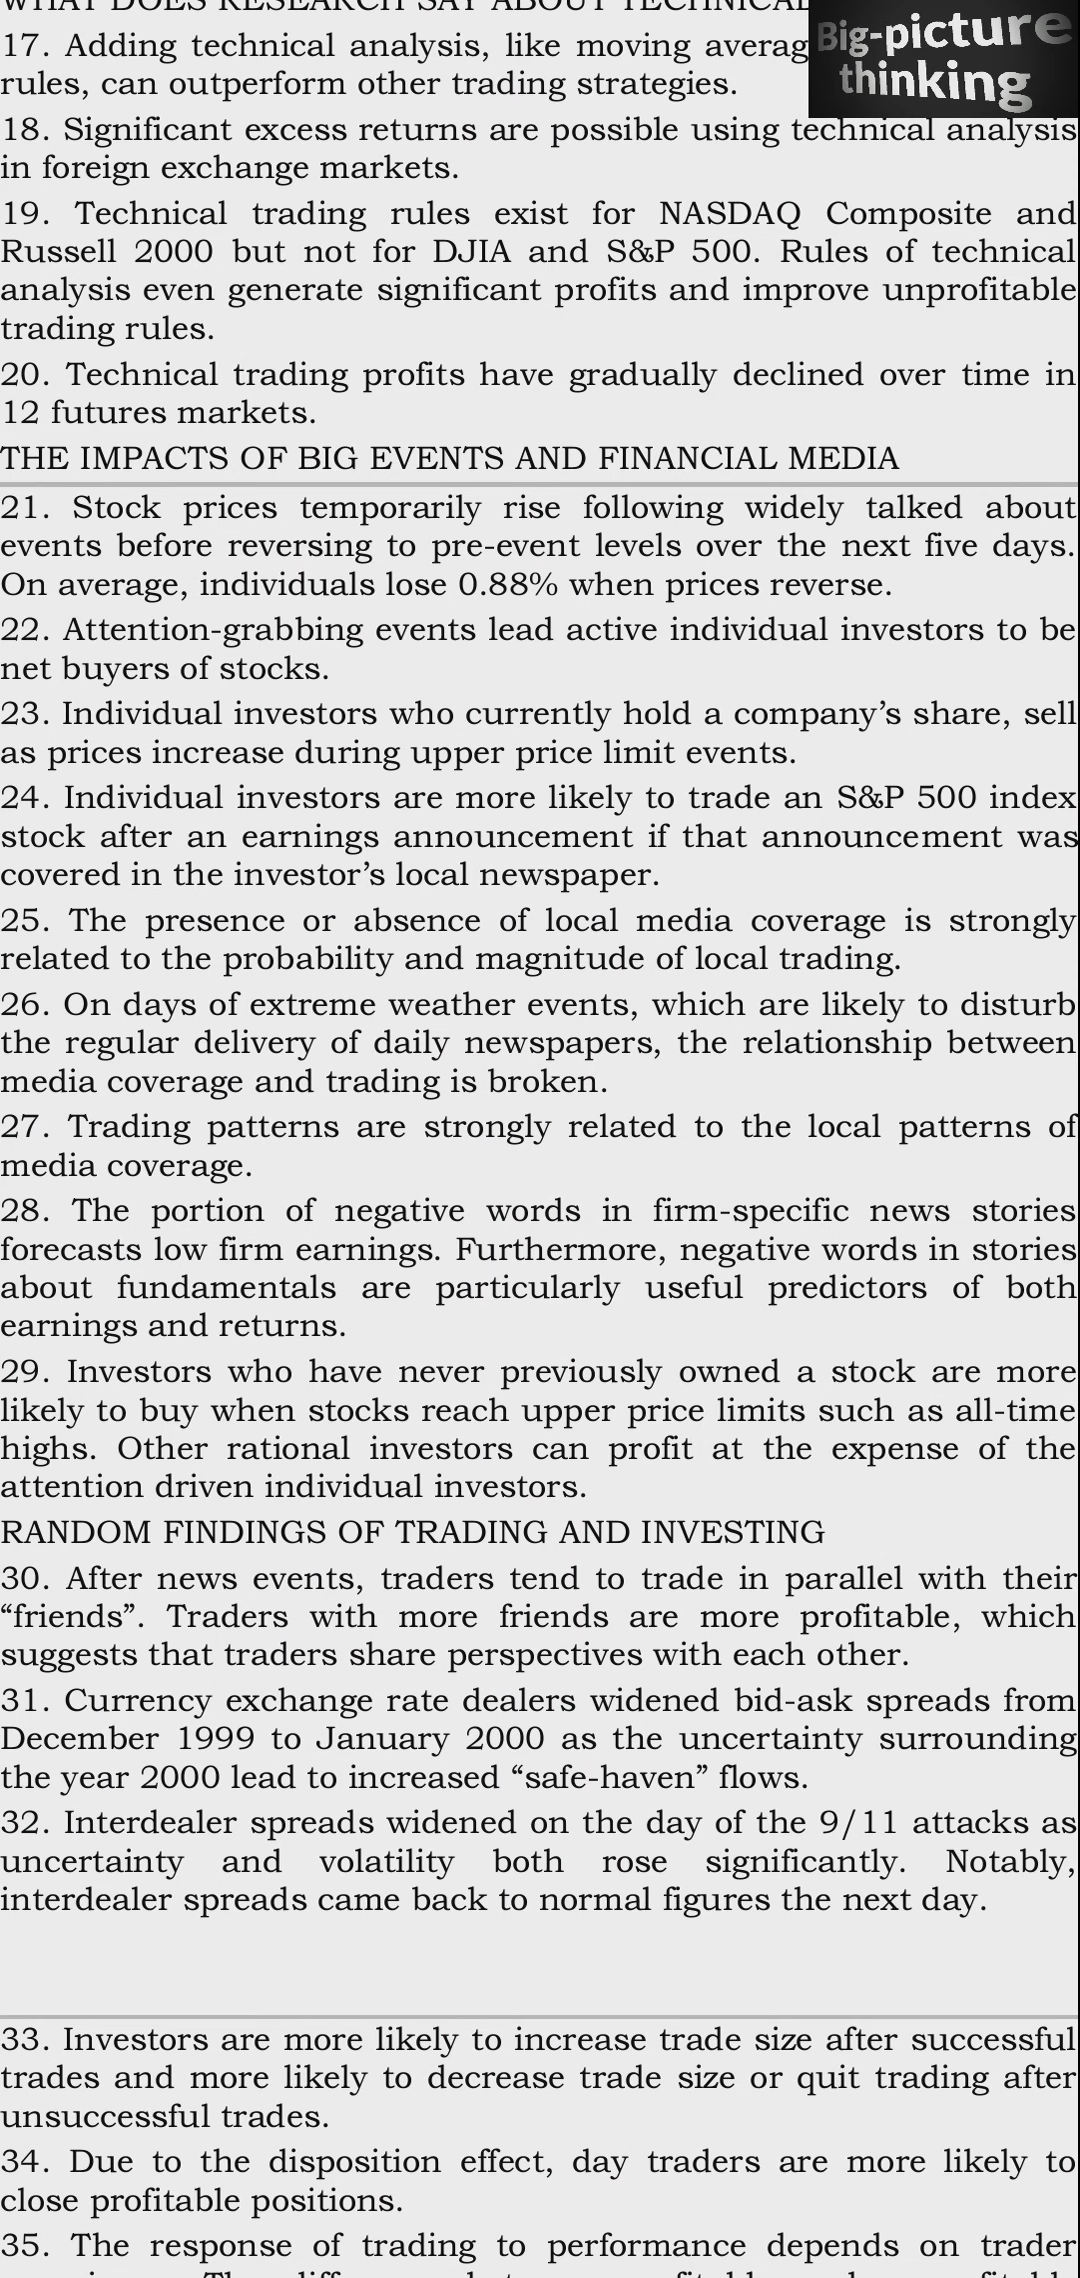 WHAT DOES RESEARCH SAY ABOUT TECHNICAL
Big-picture
thinking
17. Adding technical analysis, like moving averag
rules, can outperform other trading strategies.
18. Significant excess returns are possible using technical analysis
in foreign exchange markets.
19. Technical trading rules exist for NASDAQ Composite and
Russell 2000 but not for DJIA and S&P 500. Rules of technical
analysis even generate significant profits and improve unprofitable
trading rules.
20. Technical trading profits have gradually declined over time in
12 futures markets.
THE IMPACTS OF BIG EVENTS AND FINANCIAL MEDIA
21. Stock prices temporarily rise following widely talked about
events before reversing to pre-event levels over the next five days.
On average, individuals lose 0.88% when prices reverse.
22. Attention-grabbing events lead active individual investors to be
net buyers of stocks.
23. Individual investors who currently hold a company’s share, sell
as prices increase during upper price limit events.
24. Individual investors are more likely to trade an S&P 500 index
stock after an earnings announcement if that announcement was
covered in the investor’s local newspaper.
25. The presence or absence of local media coverage is strongly
related to the probability and magnitude of local trading.
26. On days of extreme weather events, which are likely to disturb
the regular delivery of daily newspapers, the relationship between
media coverage and trading is broken.
27. Trading patterns are strongly related to the local patterns of
media coverage.
28. The portion of negative words in firm-specific news stories
forecasts low firm earnings. Furthermore, negative words in stories
about fundamentals are particularly useful predictors of both
earnings and returns.
29. Investors who have never previously owned a stock are more
likely to buy when stocks reach upper price limits such as all-time
highs. Other rational investors can profit at the expense of the
attention driven individual investors.
RANDOM FINDINGS OF TRADING AND INVESTING
30. After news events, traders tend to trade in parallel with their
“friends”. Traders with more friends are more profitable, which
suggests that traders share perspectives with each other.
31. Currency exchange rate dealers widened bid-ask spreads from
December 1999 to January 2000 as the uncertainty surrounding
the year 2000 lead to increased “safe-haven” flows.
32. Interdealer spreads widened on the day of the 9/11 attacks as
uncertainty and volatility both rose significantly. Notably,
interdealer spreads came back to normal figures the next day.
33. Investors are more likely to increase trade size after successful
trades and more likely to decrease trade size or quit trading after
unsuccessful trades.
34. Due to the disposition effect, day traders are more likely to
close profitable positions.
35. The response of trading to performance depends on trader